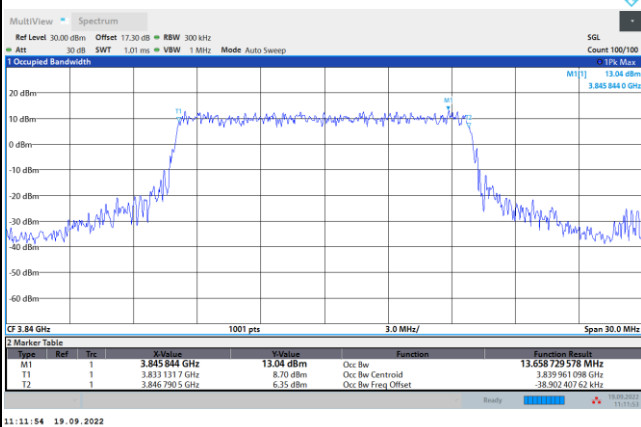 MultiView Spectrum
Ref Level 30.00 dBm Offset 17.30 dB RBW 300 kHz SGL
Att 30 dB SWT 1.01 ms VBW 1 MHz Mode Auto Sweep Count 100/100
1 Occupied Bandwidth 1Pk Max
M1[1] 13.04 dBm
3.845 844 0 GHz
20 dBm
M1
T1
T2
10 dBm
0 dBm
-10 dBm
-20 dBm
-30 dBm
-40 dBm
-50 dBm
-60 dBm
CF 3.84 GHz 1001 pts 3.0 MHz/ Span 30.0 MHz
2 Marker Table
Type Ref Trc X-Value Y-Value Function Function Result
M1 1 3.845 844 GHz 13.04 dBm Occ Bw 13.658 729 578 MHz
T1 1 3.833 131 7 GHz 8.70 dBm Occ Bw Centroid 3.839 961 098 GHz
T2 1 3.846 790 5 GHz 6.35 dBm Occ Bw Freq Offset -38.902 407 62 kHz
Ready 19.09.2022
11:11:53
11:11:54 19.09.2022